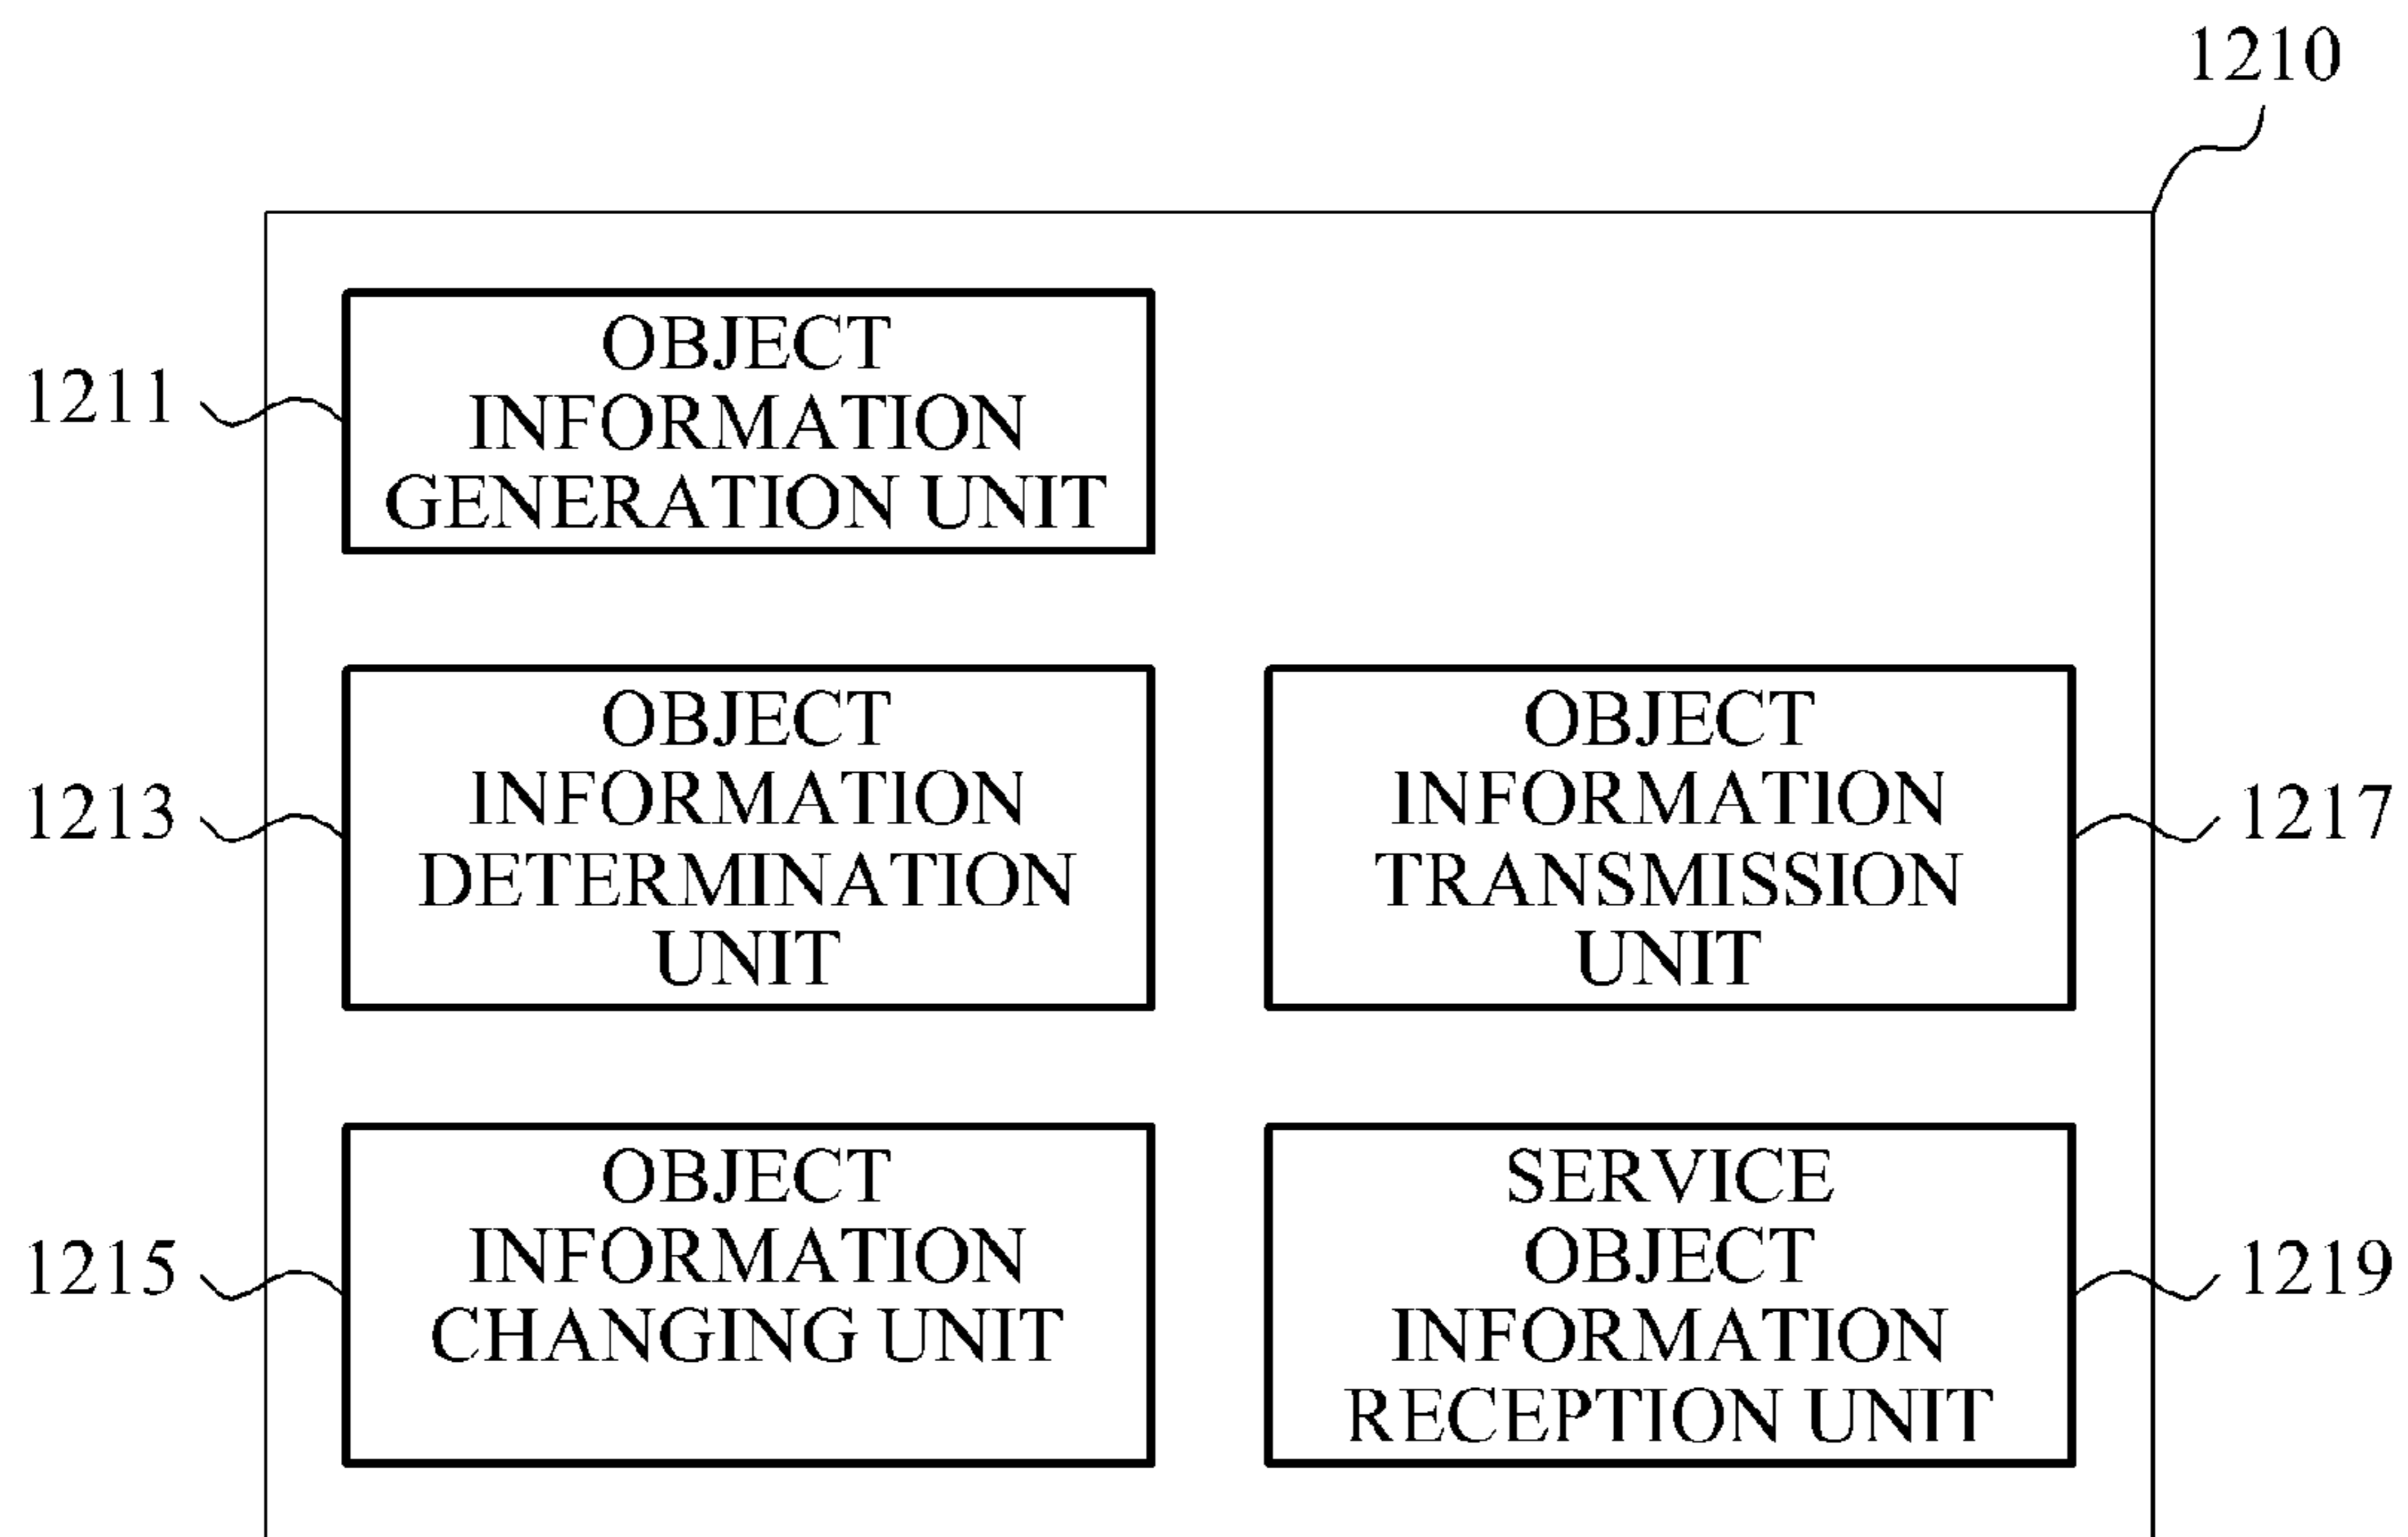 1210
1211
OBJECT
INFORMATION
GENERATION UNIT
1213
OBJECT
INFORMATION
DETERMINATION
UNIT
OBJECT
INFORMATION
TRANSMISSION
UNIT
1217
1215
OBJECT
INFORMATION
CHANGING UNIT
SERVICE
OBJECT
INFORMATION
RECEPTION UNIT
1219